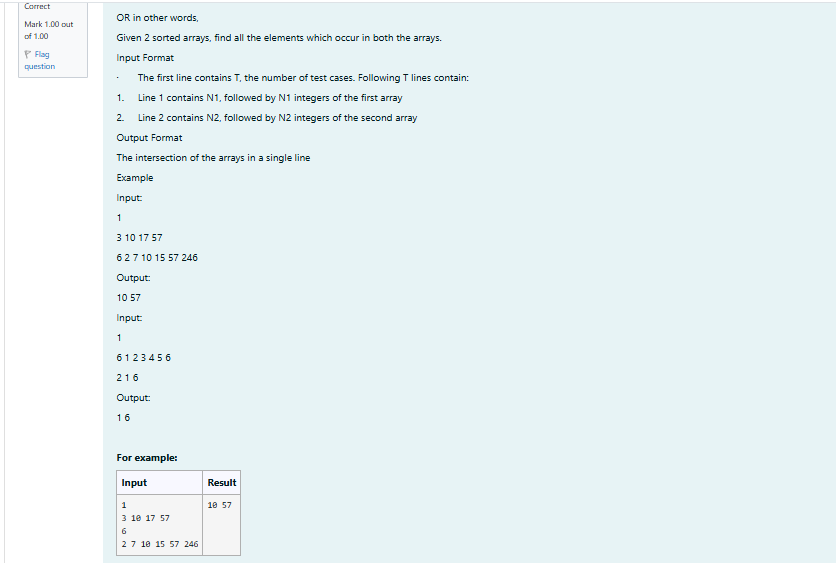 Correct
Mark 1.00 out
of 1.00
Flag
question
OR in other words,
Given 2 sorted arrays, find all the elements which occur in both the arrays.
Input Format
· The first line contains T, the number of test cases. Following T lines contain:
1. Line 1 contains N1, followed by N1 integers of the first array
2. Line 2 contains N2, followed by N2 integers of the second array
Output Format
The intersection of the arrays in a single line
Example
Input:
1
3 10 17 57
6 2 7 10 15 57 246
Output:
10 57
Input:
1
6 1 2 3 4 5 6
2 1 6
Output:
1 6
For example:
Input Result
1 10 57
3 10 17 57
6
2 7 10 15 57 246